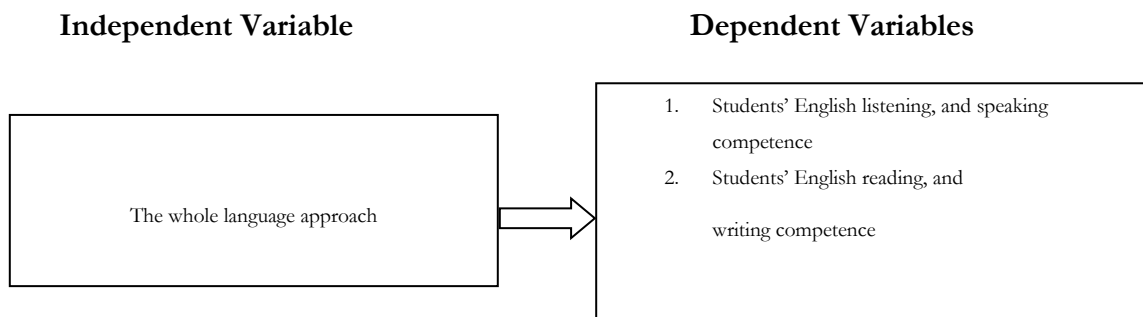 Independent Variable
Dependent Variables
The whole language approach
1. Students’ English listening, and speaking
competence
2. Students’ English reading, and
writing competence